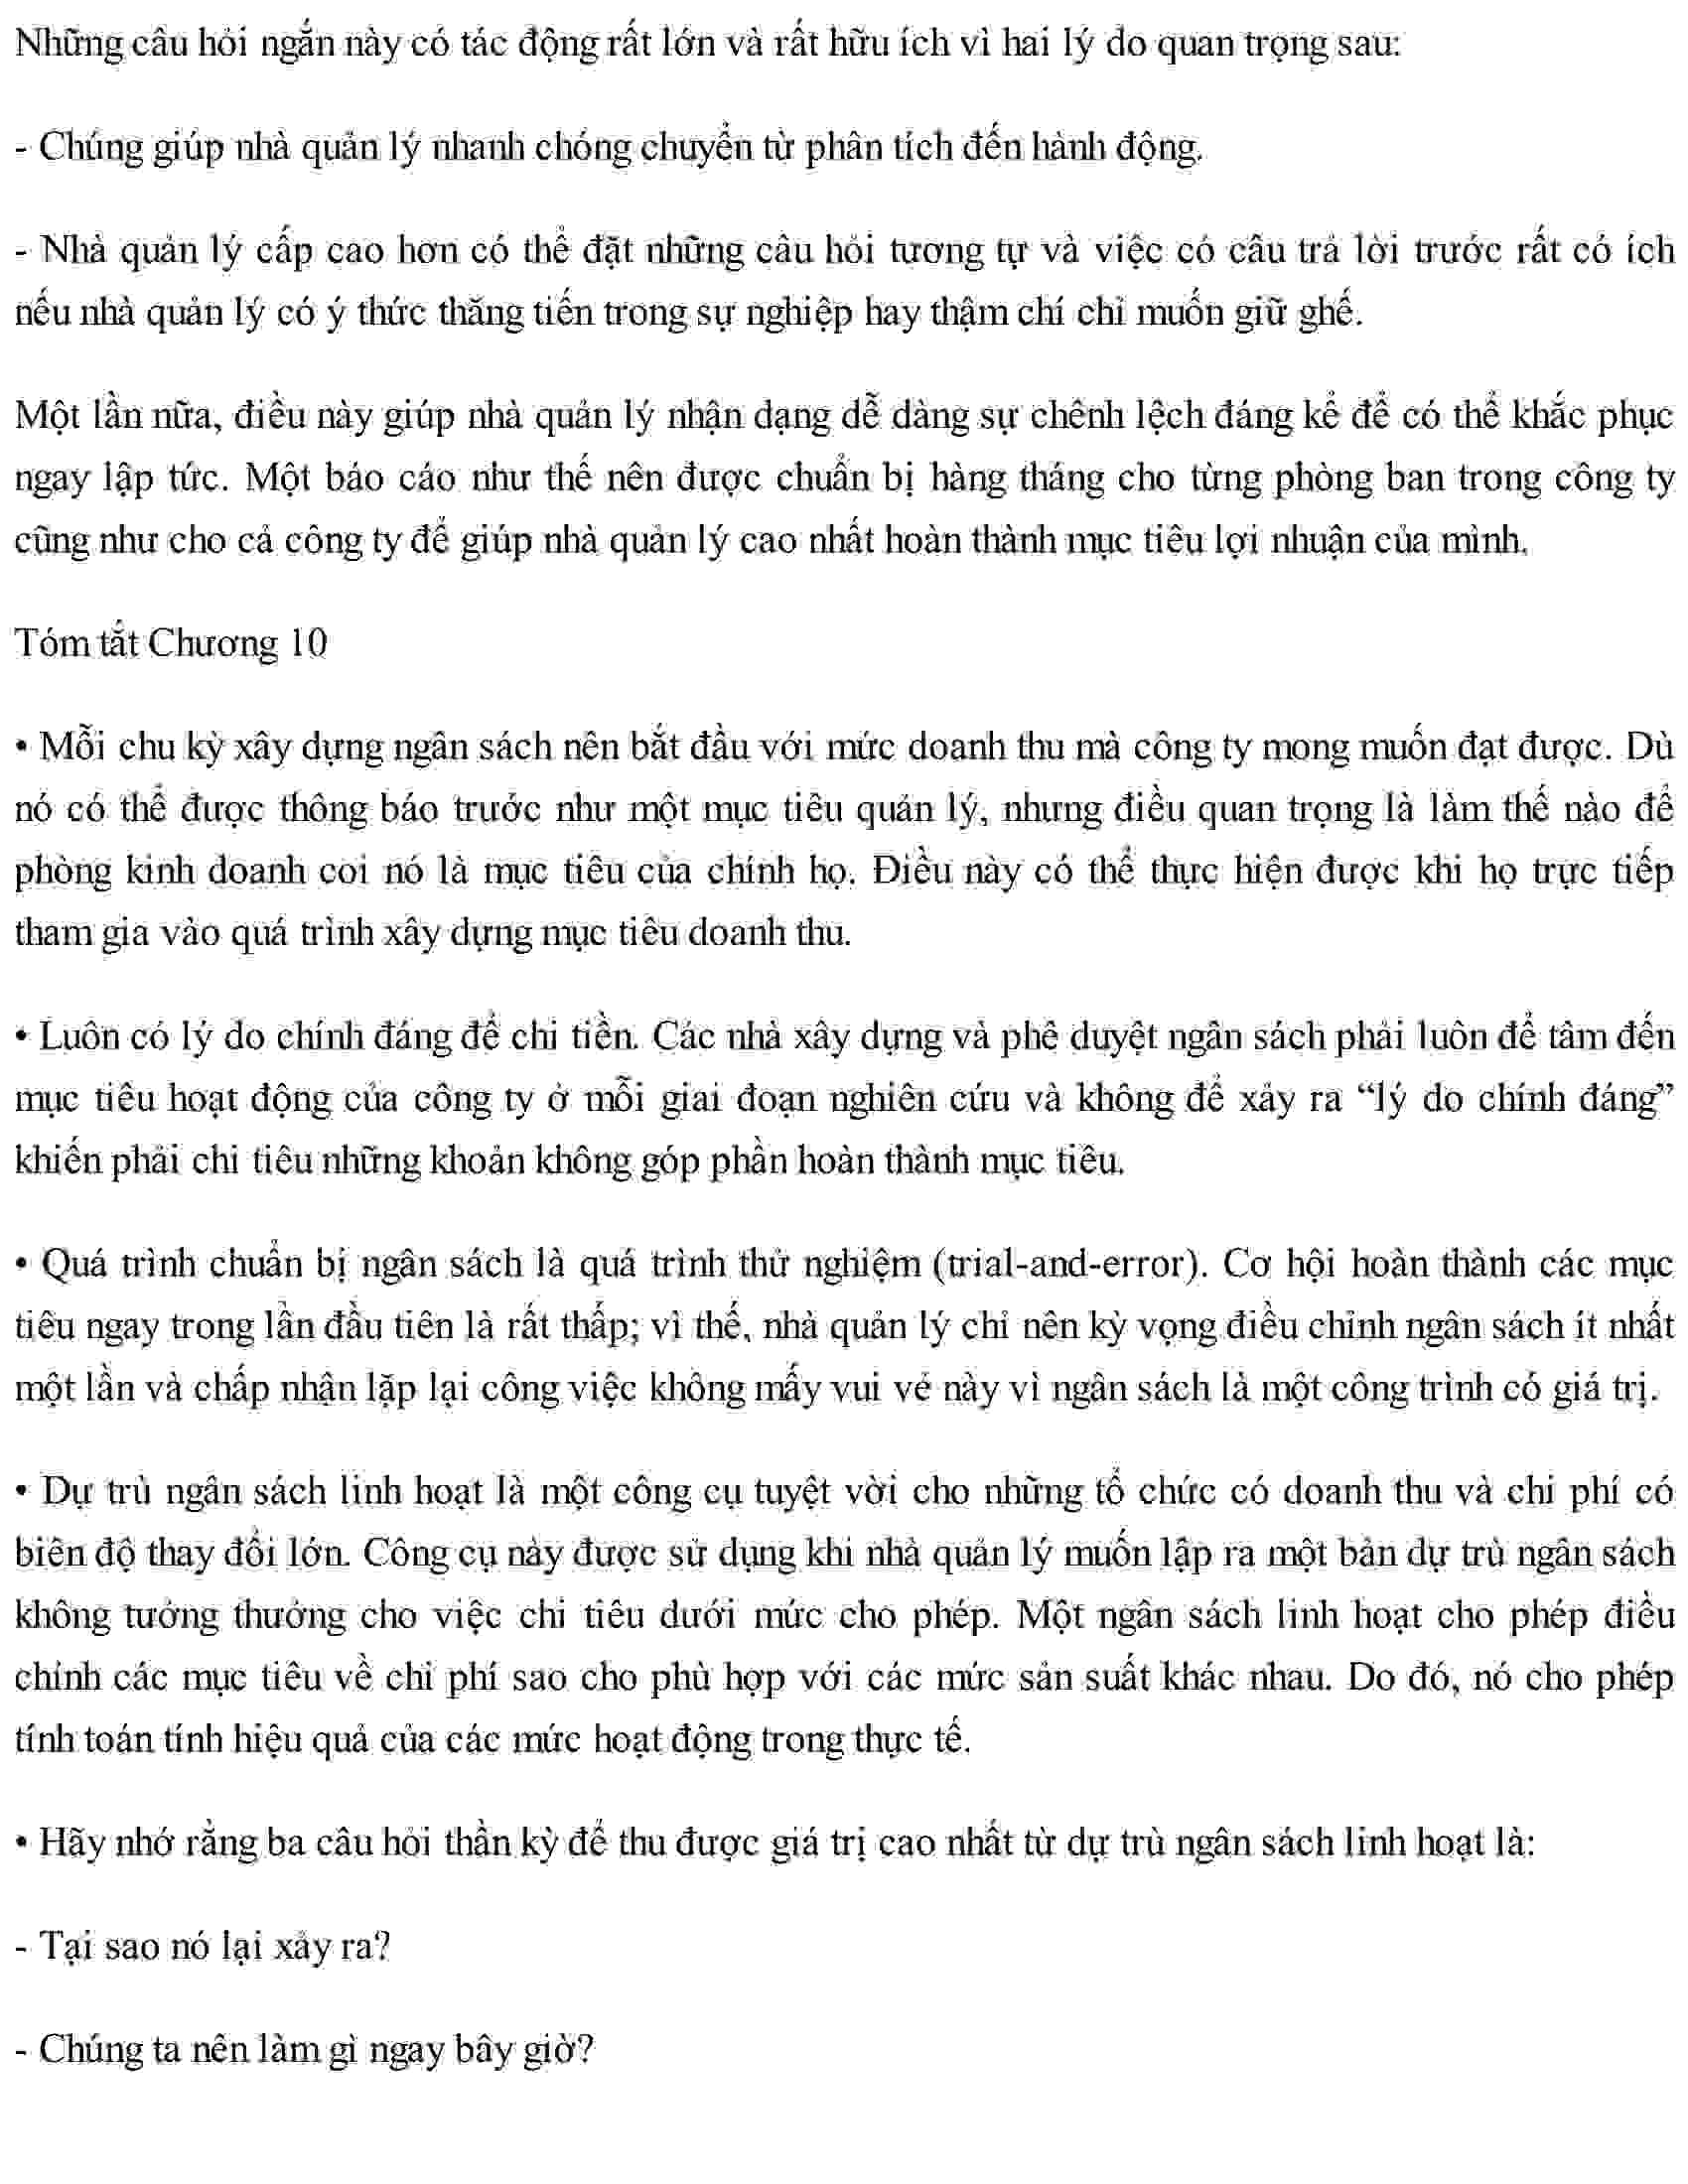 Những câu hỏi ngắn này có tác động rất lớn và rất hữu ích vì hai lý do quan trọng sau:
- Chúng giúp nhà quản lý nhanh chóng chuyển từ phân tích đến hành động.
- Nhà quản lý cấp cao hơn có thể đặt những câu hỏi tương tự và việc có câu trả lời trước rất có ích
nếu nhà quản lý có ý thức thăng tiến trong sự nghiệp hay thậm chí chỉ muốn giữ ghế.
Một lần nữa, điều này giúp nhà quản lý nhận dạng dễ dàng sự chênh lệch đáng kể để có thể khắc phục
ngay lập tức. Một báo cáo như thế nên được chuẩn bị hàng tháng cho từng phòng ban trong công ty
cũng như cho cả công ty để giúp nhà quản lý cao nhất hoàn thành mục tiêu lợi nhuận của mình.
Tóm tắt Chương 10
• Mỗi chu kỳ xây dựng ngân sách nên bắt đầu với mức doanh thu mà công ty mong muốn đạt được. Dù
nó có thể được thông báo trước như một mục tiêu quản lý, nhưng điều quan trọng là làm thế nào để
phòng kinh doanh coi nó là mục tiêu của chính họ. Điều này có thể thực hiện được khi họ trực tiếp
tham gia vào quá trình xây dựng mục tiêu doanh thu.
• Luôn có lý do chính đáng để chi tiền. Các nhà xây dựng và phê duyệt ngân sách phải luôn để tâm đến
mục tiêu hoạt động của công ty ở mỗi giai đoạn nghiên cứu và không để xảy ra “lý do chính đáng”
khiến phải chi tiêu những khoản không góp phần hoàn thành mục tiêu.
• Quá trình chuẩn bị ngân sách là quá trình thử nghiệm (trial-and-error). Cơ hội hoàn thành các mục
tiêu ngay trong lần đầu tiên là rất thấp; vì thế, nhà quản lý chỉ nên kỳ vọng điều chỉnh ngân sách ít nhất
một lần và chấp nhận lặp lại công việc không mấy vui vẻ này vì ngân sách là một công trình có giá trị.
• Dự trù ngân sách linh hoạt là một công cụ tuyệt vời cho những tổ chức có doanh thu và chi phí có
biên độ thay đổi lớn. Công cụ này được sử dụng khi nhà quản lý muốn lập ra một bản dự trù ngân sách
không tưởng thưởng cho việc chi tiêu dưới mức cho phép. Một ngân sách linh hoạt cho phép điều
chỉnh các mục tiêu về chi phí sao cho phù hợp với các mức sản suất khác nhau. Do đó, nó cho phép
tính toán tính hiệu quả của các mức hoạt động trong thực tế.
• Hãy nhớ rằng ba câu hỏi thần kỳ để thu được giá trị cao nhất từ dự trù ngân sách linh hoạt là:
- Tại sao nó lại xảy ra?
- Chúng ta nên làm gì ngay bây giờ?